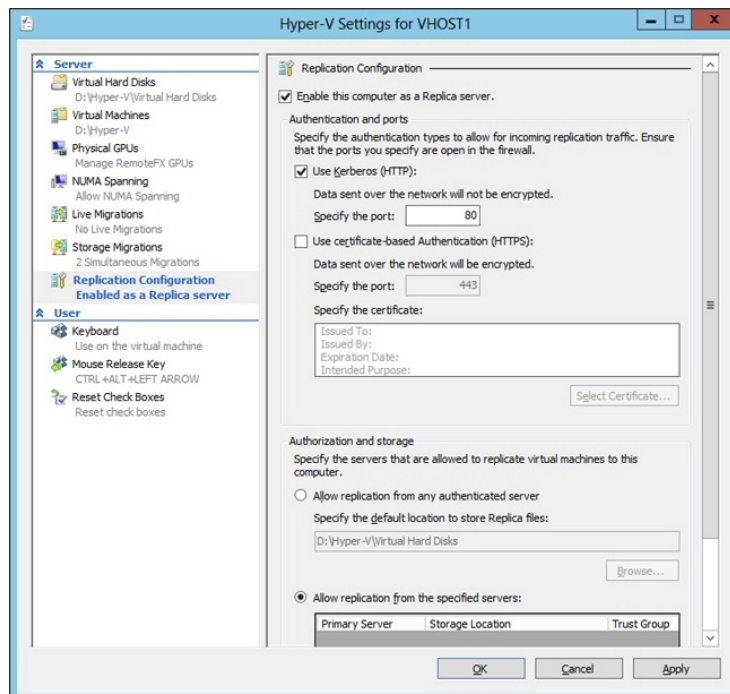 Hyper-V Settings for VHOST1
Server
Virtual Hard Disks
D:\Hyper-V\Virtual Hard Disks
Virtual Machines
D:\Hyper-V
Physical GPUs
Manage RemoteFX GPUs
NUMA Spanning
Allow NUMA Spanning
Live Migrations
No Live Migrations
Storage Migrations
2 Simultaneous Migrations
Replication Configuration
Enabled as a Replica server
User
Keyboard
Use on the virtual machine
Mouse Release Key
CTRL+ALT+LEFT ARROW
Reset Check Boxes
Reset check boxes
Replication Configuration
Enable this computer as a Replica server.
Authentication and ports
Specify the authentication types to allow for incoming replication traffic. Ensure
that the ports you specify are open in the firewall.
Use Kerberos (HTTP):
Data sent over the network will not be encrypted.
Specify the port: 80
Use certificate-based Authentication (HTTPS):
Data sent over the network will be encrypted.
Specify the port: 443
Specify the certificate:
Issued To:
Issued By:
Expiration Date:
Intended Purpose:
Select Certificate...
Authorization and storage
Specify the servers that are allowed to replicate virtual machines to this
computer.
Allow replication from any authenticated server
Specify the default location to store Replica files:
D:\Hyper-V\Virtual Hard Disks
Browse...
Allow replication from the specified servers:
Primary Server Storage Location Trust Group
OK Cancel Apply